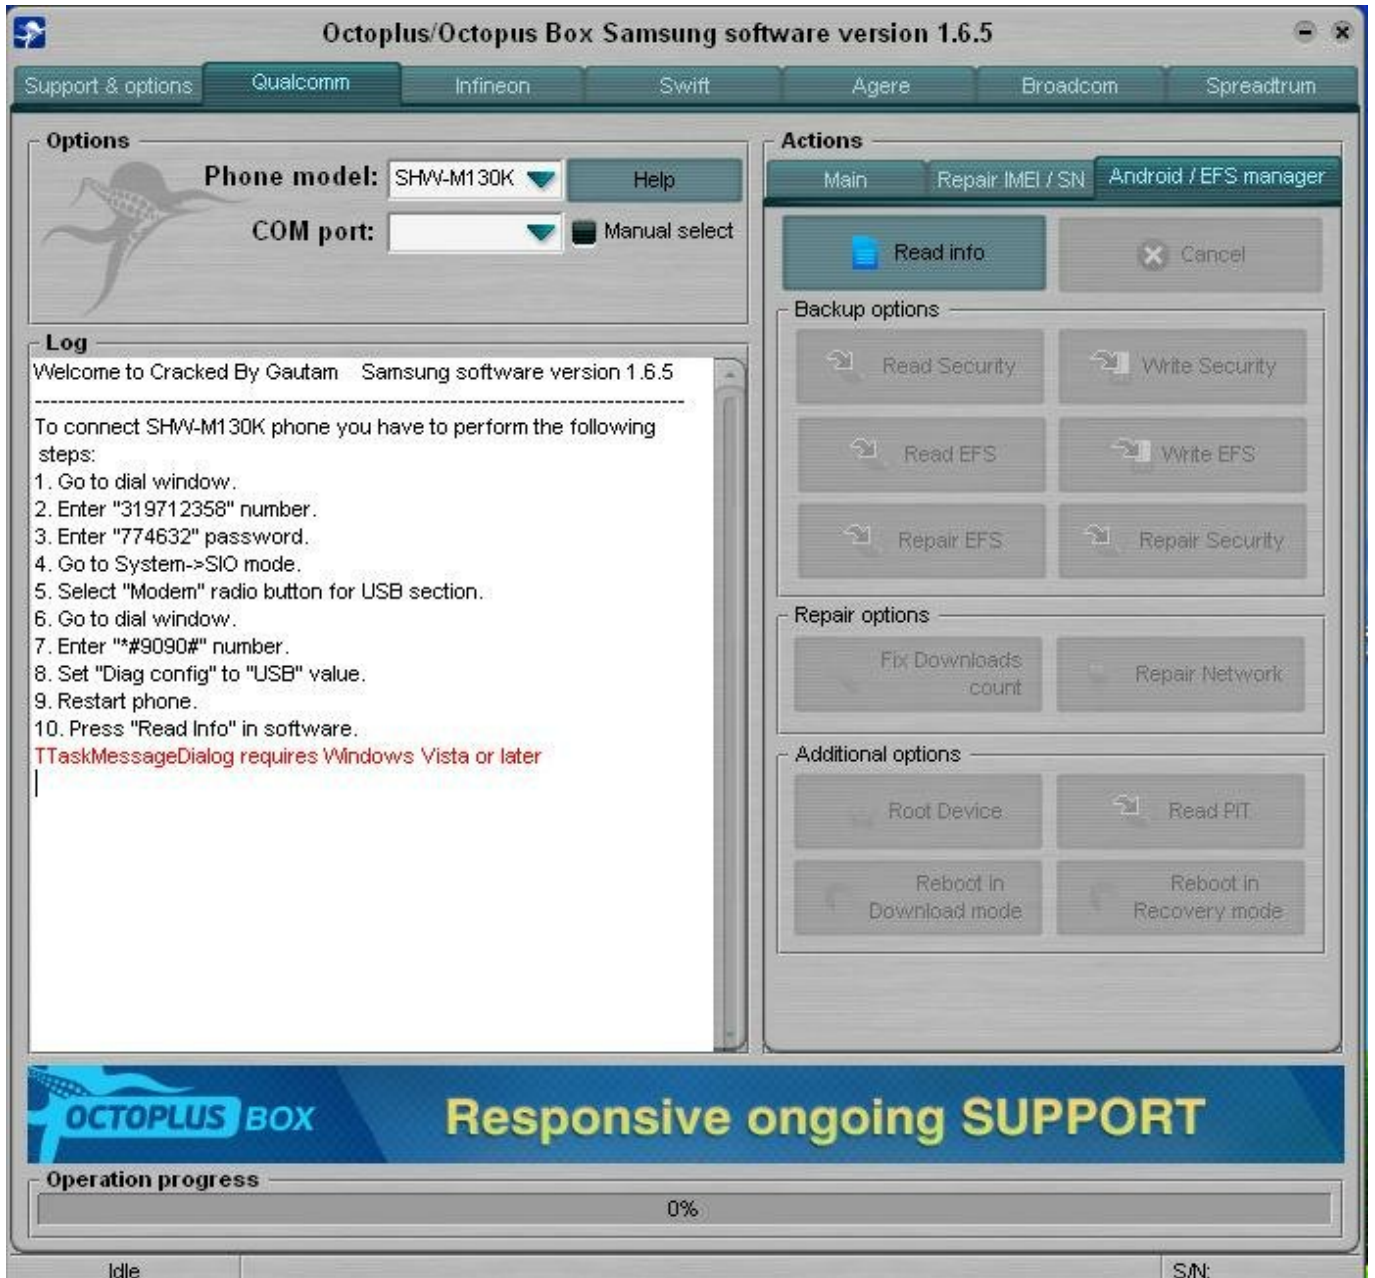 Octoplus/Octopus Box Samsung software version 1.6.5
Support & options Qualcomm Infineon Swift Agere Broadcom Spreadtrum
Options
Phone model: SHW-M130K Help
COM port: Manual select
Log
Welcome to Cracked By Gautam Samsung software version 1.6.5
--------------------------------------------------------------------------------
To connect SHW-M130K phone you have to perform the following
steps:
1. Go to dial window.
2. Enter "319712358" number.
3. Enter "774632" password.
4. Go to System->SIO mode.
5. Select "Modem" radio button for USB section.
6. Go to dial window.
7. Enter "*#9090#" number.
8. Set "Diag config" to "USB" value.
9. Restart phone.
10. Press "Read Info" in software.
TTaskMessageDialog requires Windows Vista or later
Actions
Main Repair IMEI / SN Android / EFS manager
Read info Cancel
Backup options
Read Security Write Security
Read EFS Write EFS
Repair EFS Repair Security
Repair options
Fix Downloads
count
Repair Network
Additional options
Root Device Read PIT
Reboot in
Download mode
Reboot in
Recovery mode
OCTOPLUS BOX Responsive ongoing SUPPORT
Operation progress
0%
Idle S/N: